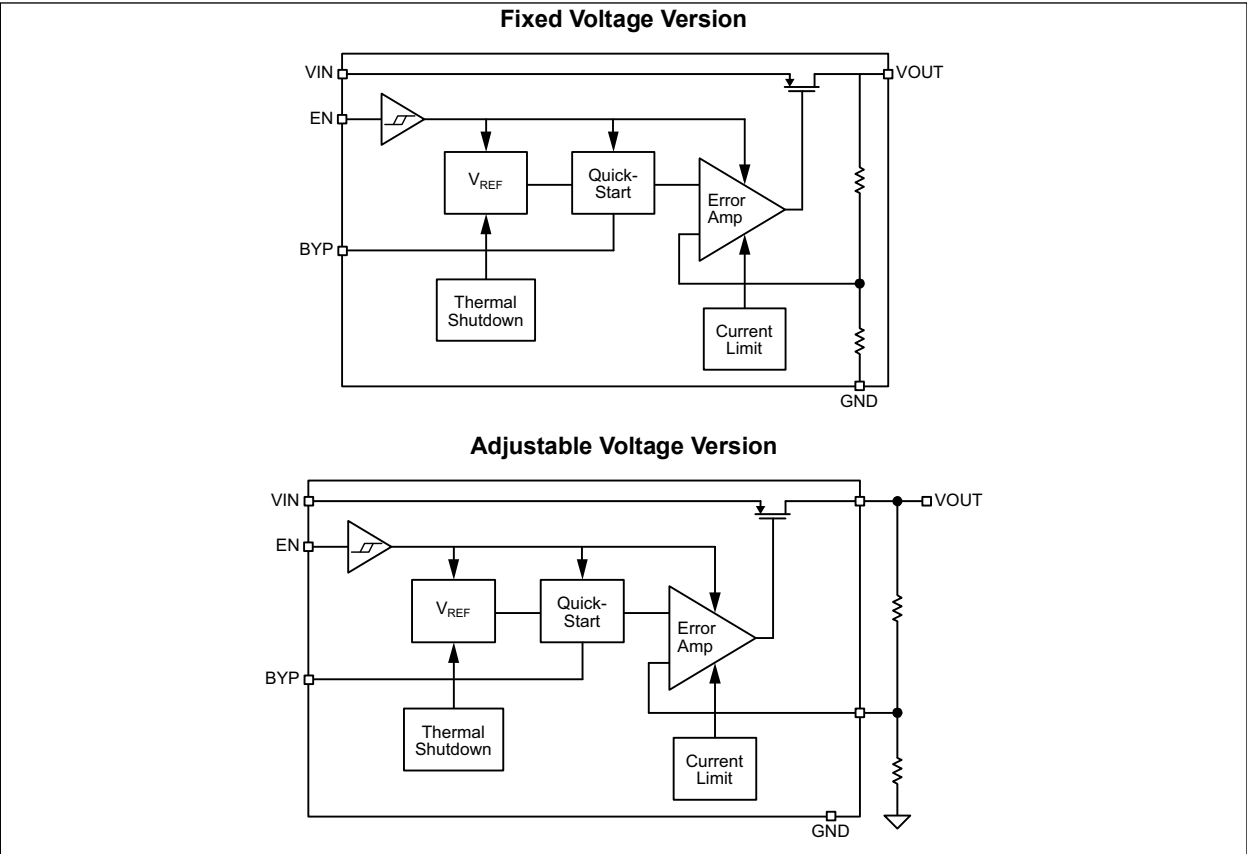 Fixed Voltage Version
VIN
VOUT
EN
VREF
Quick-
Start
Error
Amp
BYP
Thermal
Shutdown
Current
Limit
GND
Adjustable Voltage Version
VIN
VOUT
EN
VREF
Quick-
Start
Error
Amp
BYP
Thermal
Shutdown
Current
Limit
GND